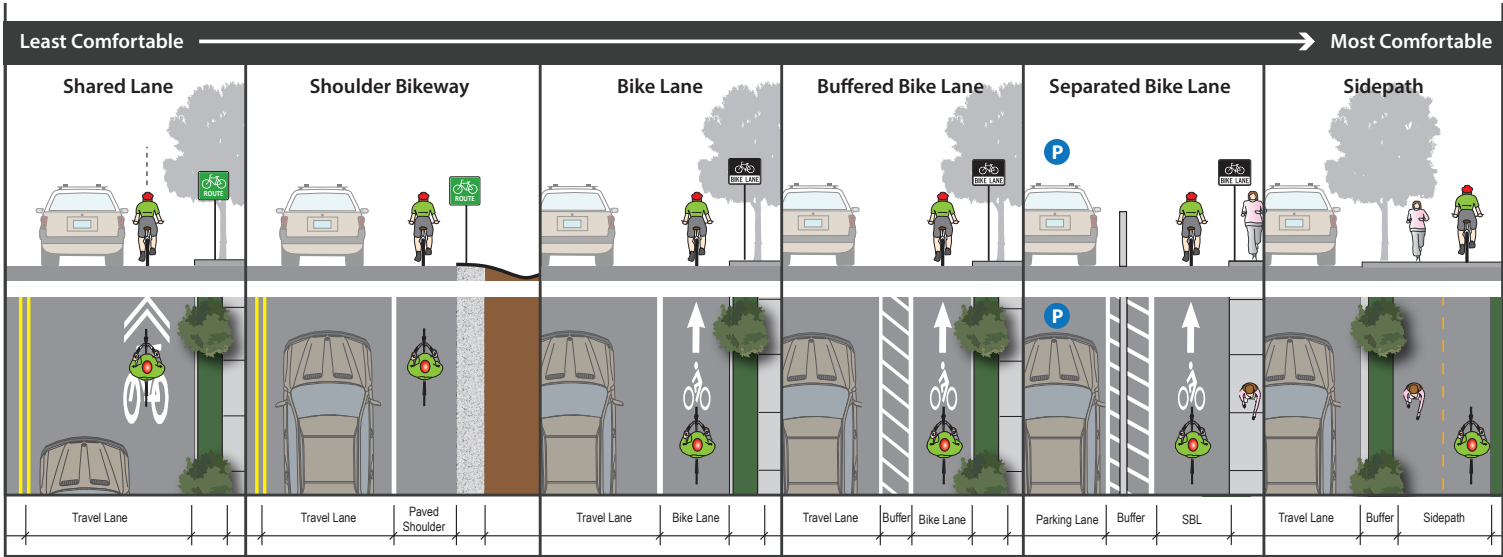 Least Comfortable
Most Comfortable
Shared Lane
Shoulder Bikeway
Bike Lane
Buffered Bike Lane
Separated Bike Lane
Sidepath
ROUTE
ROUTE
BIKE LANE
BIKE LANE
P
BIKE LANE
P
Travel Lane
Travel Lane
Paved
Shoulder
Travel Lane
Bike Lane
Travel Lane
Buffer
Bike Lane
Parking Lane
Buffer
SBL
Travel Lane
Buffer
Sidepath